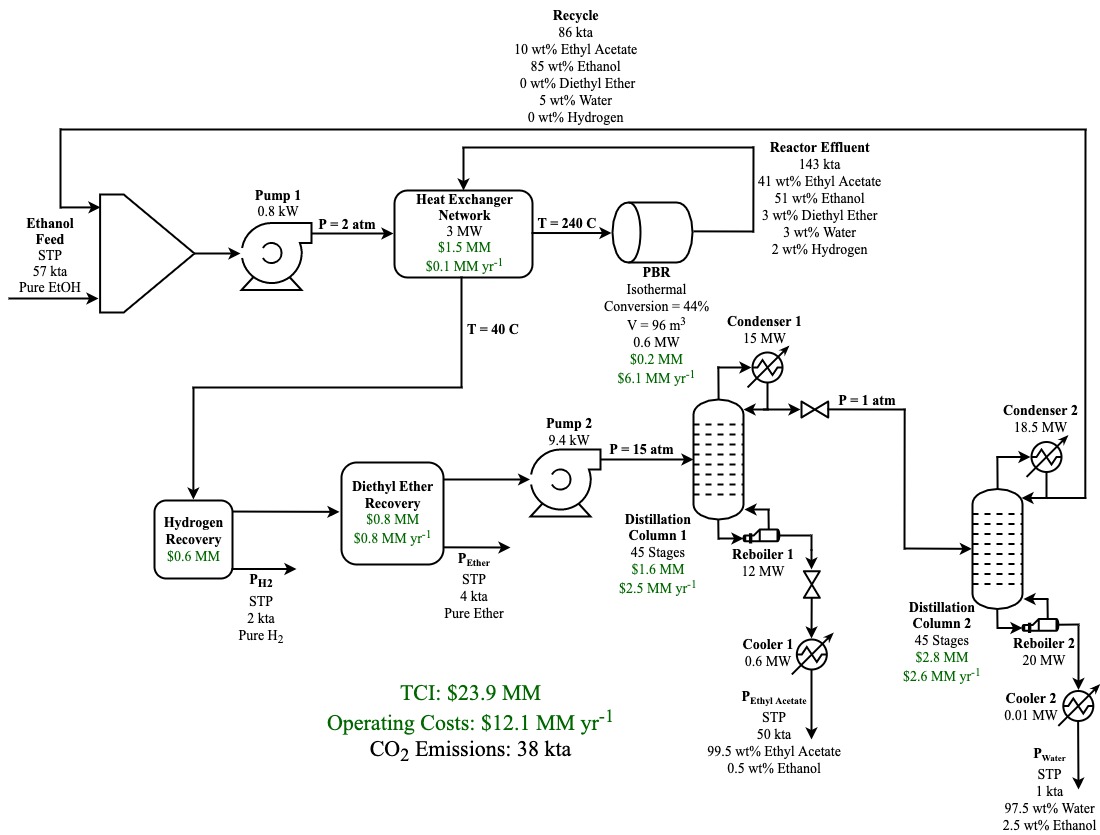 Recycle
86 kta
10 wt% Ethyl Acetate
85 wt% Ethanol
0 wt% Diethyl Ether
5 wt% Water
0 wt% Hydrogen
Reactor Effluent
143 kta
41 wt% Ethyl Acetate
51 wt% Ethanol
3 wt% Diethyl Ether
3 wt% Water
2 wt% Hydrogen
Ethanol
Feed
STP
57 kta
Pure EtOH
Pump 1
0.8 kW
P = 2 atm
Heat Exchanger
Network
3 MW
$1.5 MM
$0.1 MM yr⁻¹
T = 240 C
PBR
Isothermal
Conversion = 44%
V = 96 m³
0.6 MW
$0.2 MM
$6.1 MM yr⁻¹
T = 40 C
Condenser 1
15 MW
P = 1 atm
Condenser 2
18.5 MW
Pump 2
9.4 kW
P = 15 atm
Hydrogen
Recovery
$0.6 MM
P_H2
STP
2 kta
Pure H₂
Diethyl Ether
Recovery
$0.8 MM
$0.8 MM yr⁻¹
P_Ether
STP
4 kta
Pure Ether
Distillation
Column 1
45 Stages
$1.6 MM
$2.5 MM yr⁻¹
Reboiler 1
12 MW
Cooler 1
0.6 MW
P_Ethyl Acetate
STP
50 kta
99.5 wt% Ethyl Acetate
0.5 wt% Ethanol
Distillation
Column 2
45 Stages
$2.8 MM
$2.6 MM yr⁻¹
Reboiler 2
20 MW
Cooler 2
0.01 MW
P_Water
STP
1 kta
97.5 wt% Water
2.5 wt% Ethanol
TCI: $23.9 MM
Operating Costs: $12.1 MM yr⁻¹
CO₂ Emissions: 38 kta